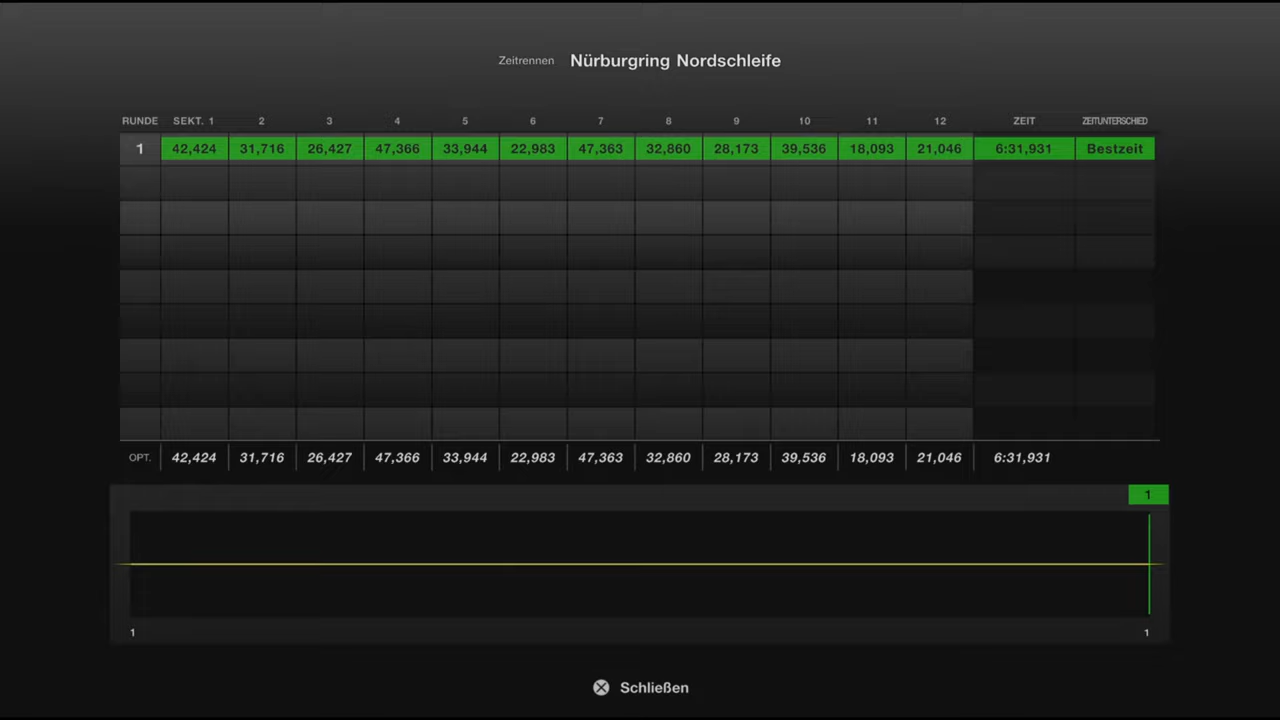 Zeitrennen Nürburgring Nordschleife
RUNDE SEKT. 1 2 3 4 5 6 7 8 9 10 11 12 ZEIT ZEITUNTERSCHIED
1 42,424 31,716 26,427 47,366 33,944 22,983 47,363 32,860 28,173 39,536 18,093 21,046 6:31,931 Bestzeit
OPT. 42,424 31,716 26,427 47,366 33,944 22,983 47,363 32,860 28,173 39,536 18,093 21,046 6:31,931
1
1 1
Schließen